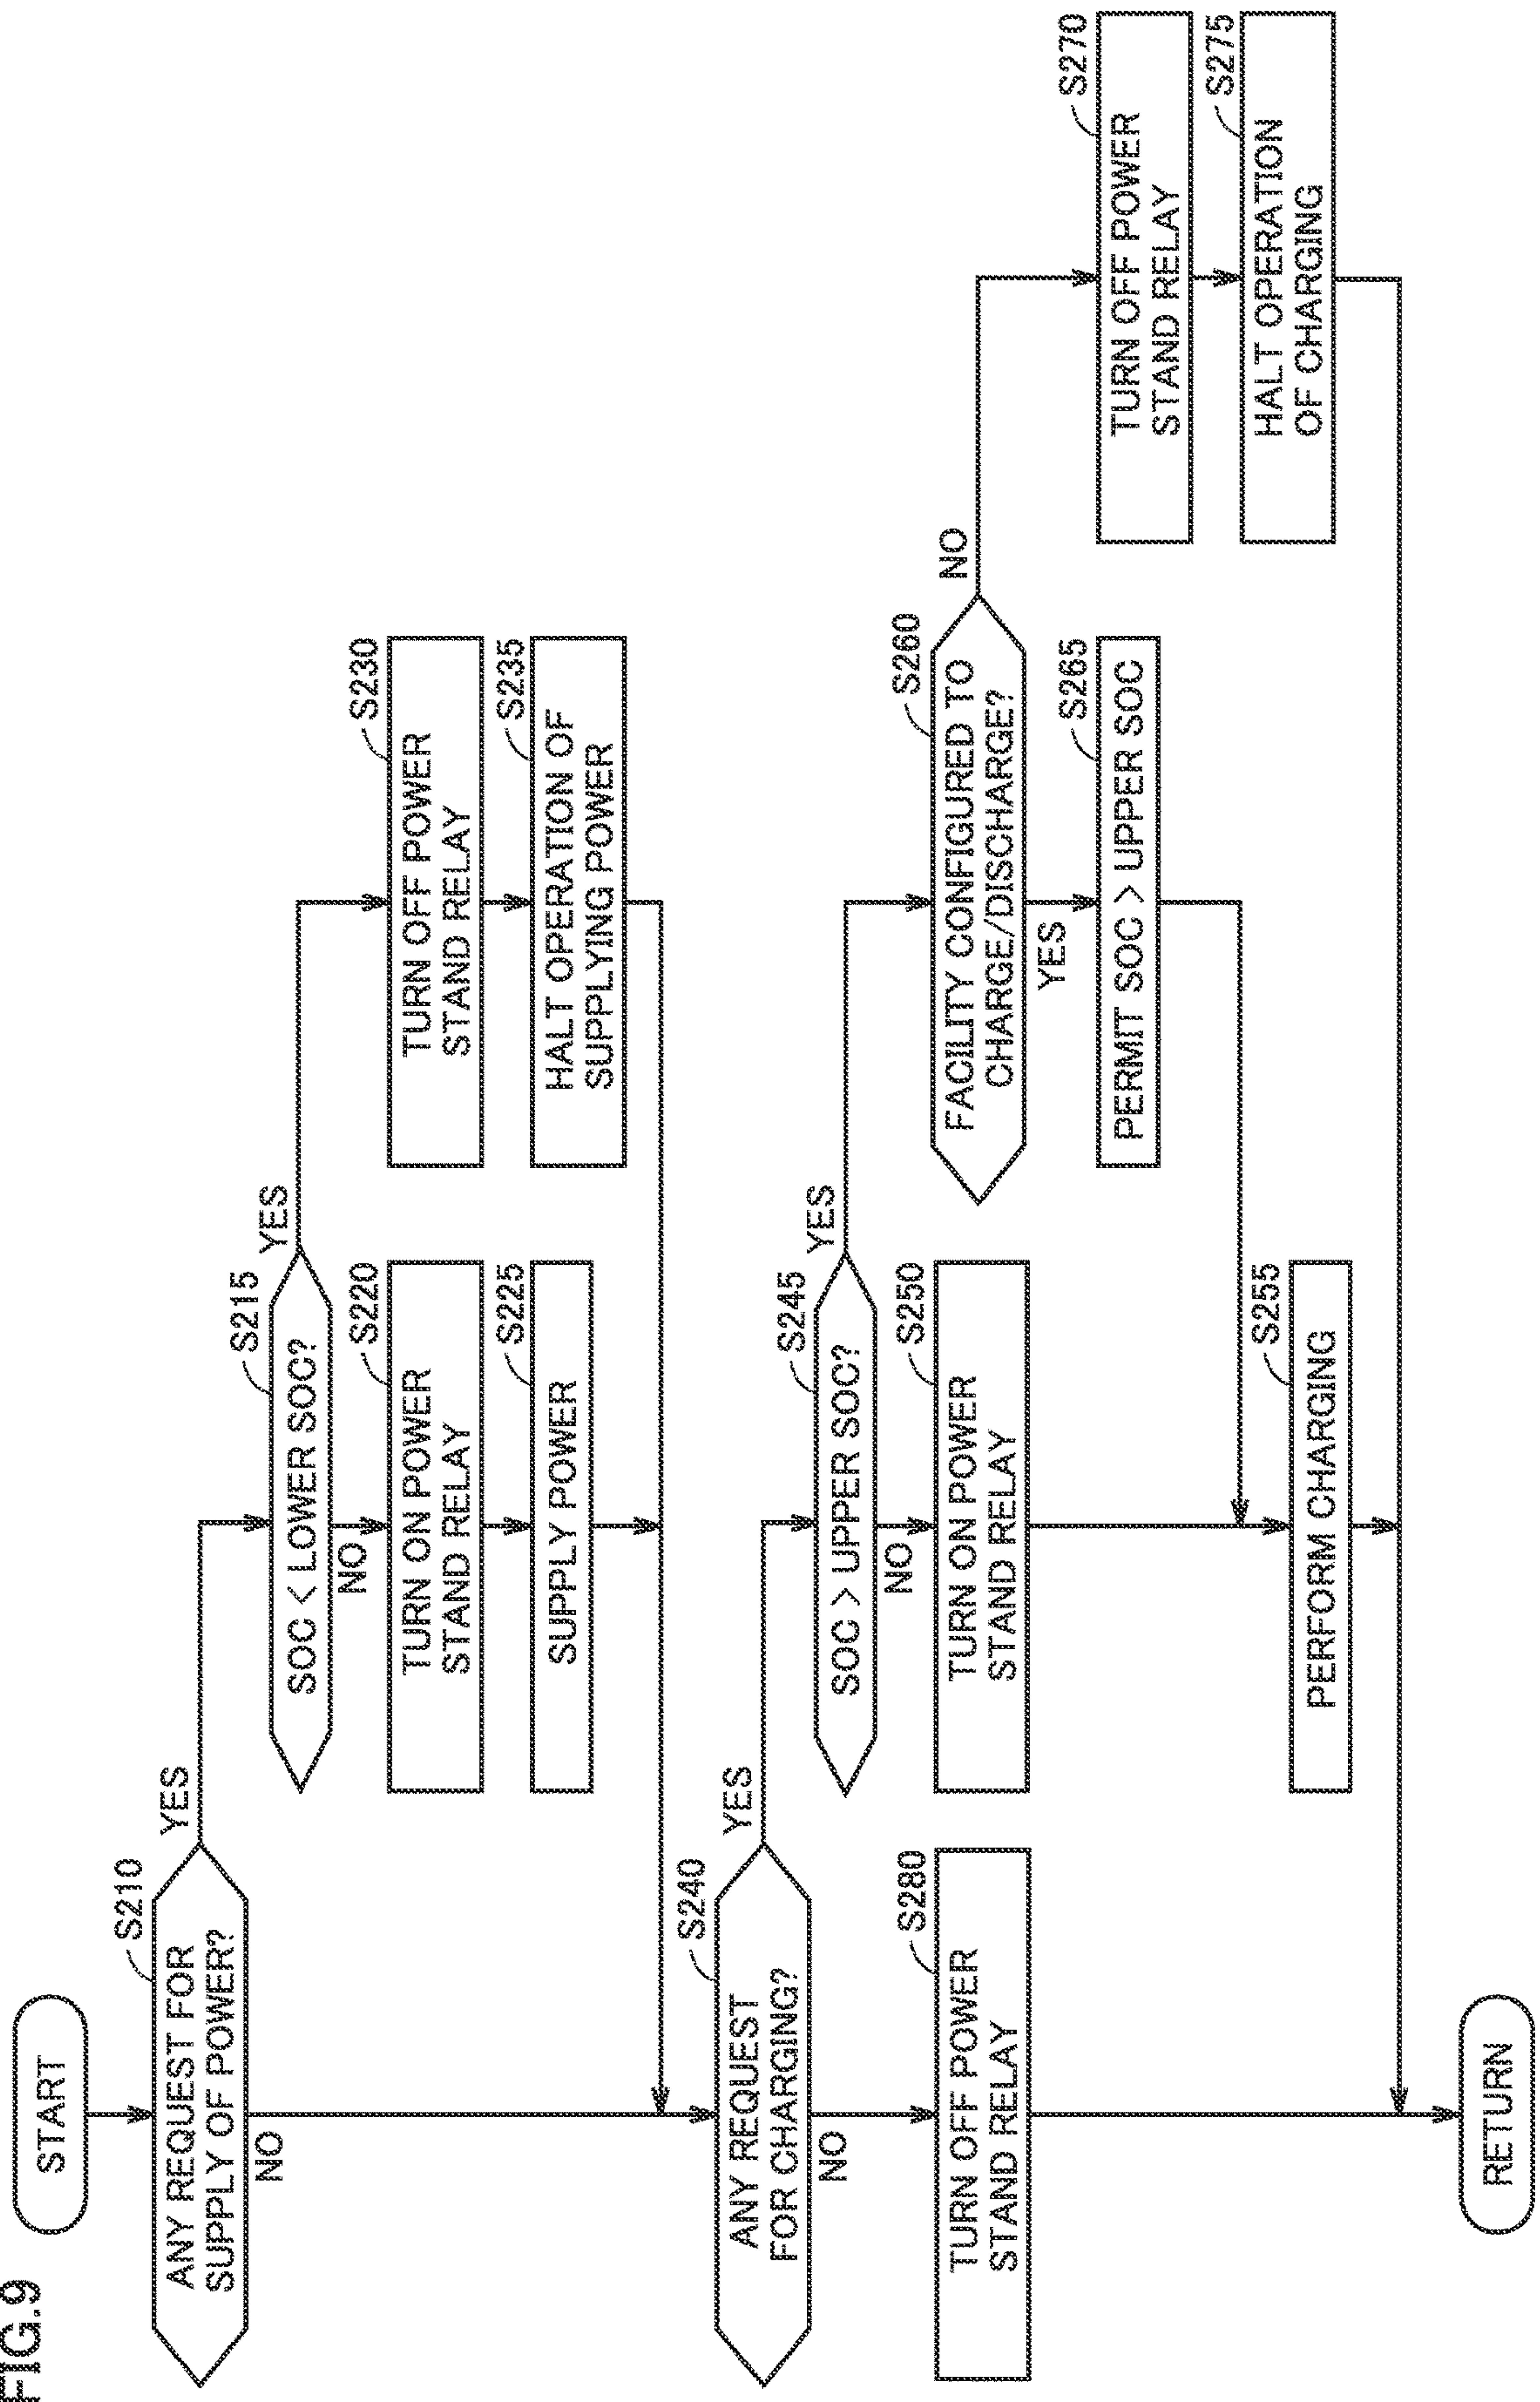 FIG.9
START
S210
ANY REQUEST FOR
SUPPLY OF POWER?
YES
NO
S215
SOC < LOWER SOC?
YES
NO
S220
TURN ON POWER
STAND RELAY
S225
SUPPLY POWER
S230
TURN OFF POWER
STAND RELAY
S235
HALT OPERATION OF
SUPPLYING POWER
S240
ANY REQUEST
FOR CHARGING?
YES
NO
S245
SOC > UPPER SOC?
YES
NO
S250
TURN ON POWER
STAND RELAY
S260
FACILITY CONFIGURED TO
CHARGE/DISCHARGE?
NO
YES
S265
PERMIT SOC > UPPER SOC
S270
TURN OFF POWER
STAND RELAY
S275
HALT OPERATION
OF CHARGING
S280
TURN OFF POWER
STAND RELAY
S255
PERFORM CHARGING
RETURN